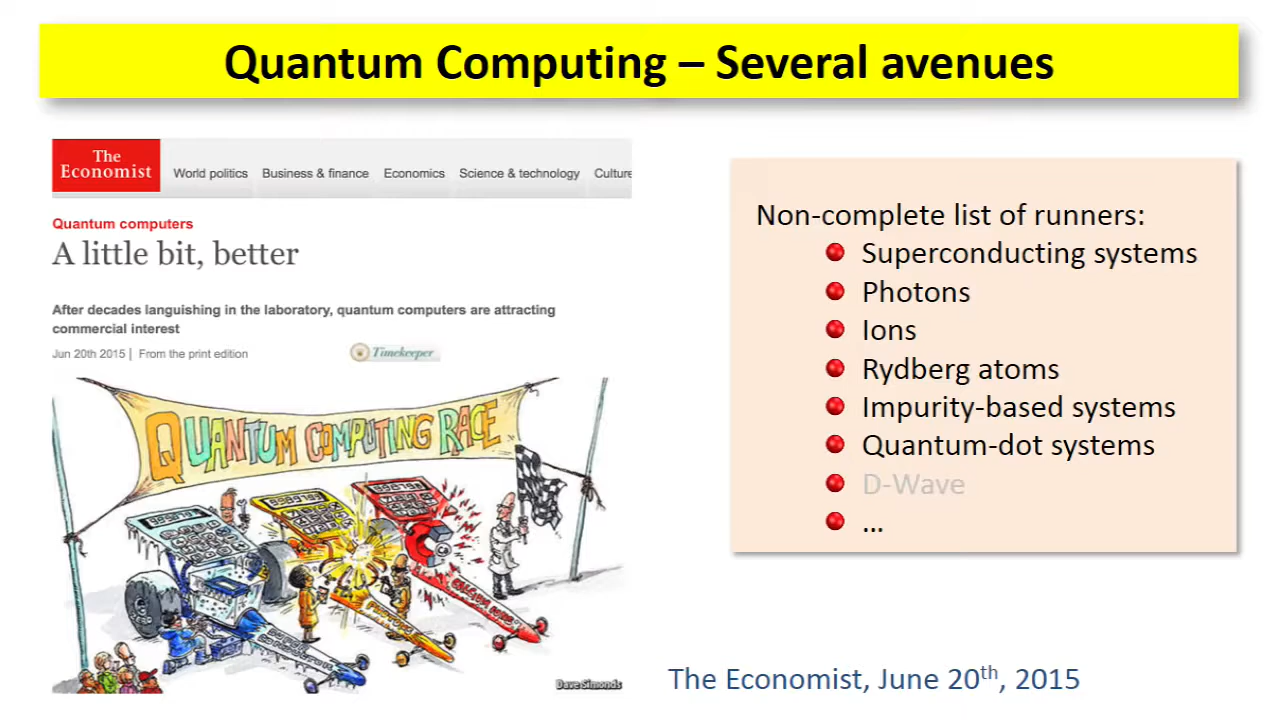 Quantum Computing – Several avenues
The
Economist
World politics Business & finance Economics Science & technology Culture
Quantum computers
A little bit, better
After decades languishing in the laboratory, quantum computers are attracting
commercial interest
Jun 20th 2015 | From the print edition
Timekeeper
QUANTUM COMPUTING RACE
Dave Simonds
Non-complete list of runners:
Superconducting systems
Photons
Ions
Rydberg atoms
Impurity-based systems
Quantum-dot systems
D-Wave
...
The Economist, June 20th, 2015